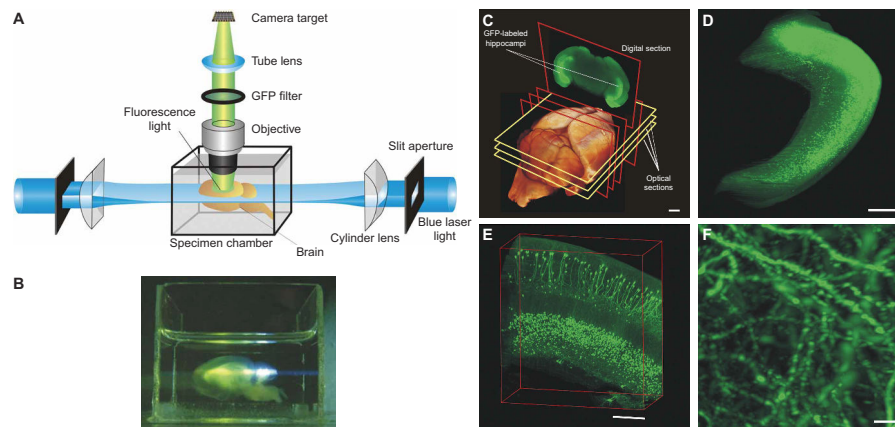 A
Camera target
Tube lens
GFP filter
Fluorescence
light
Objective
Slit aperture
Specimen chamber
Brain
Cylinder lens
Blue laser
light
B
C
GFP-labeled
hippocampi
Digital section
Optical
sections
D
E
F